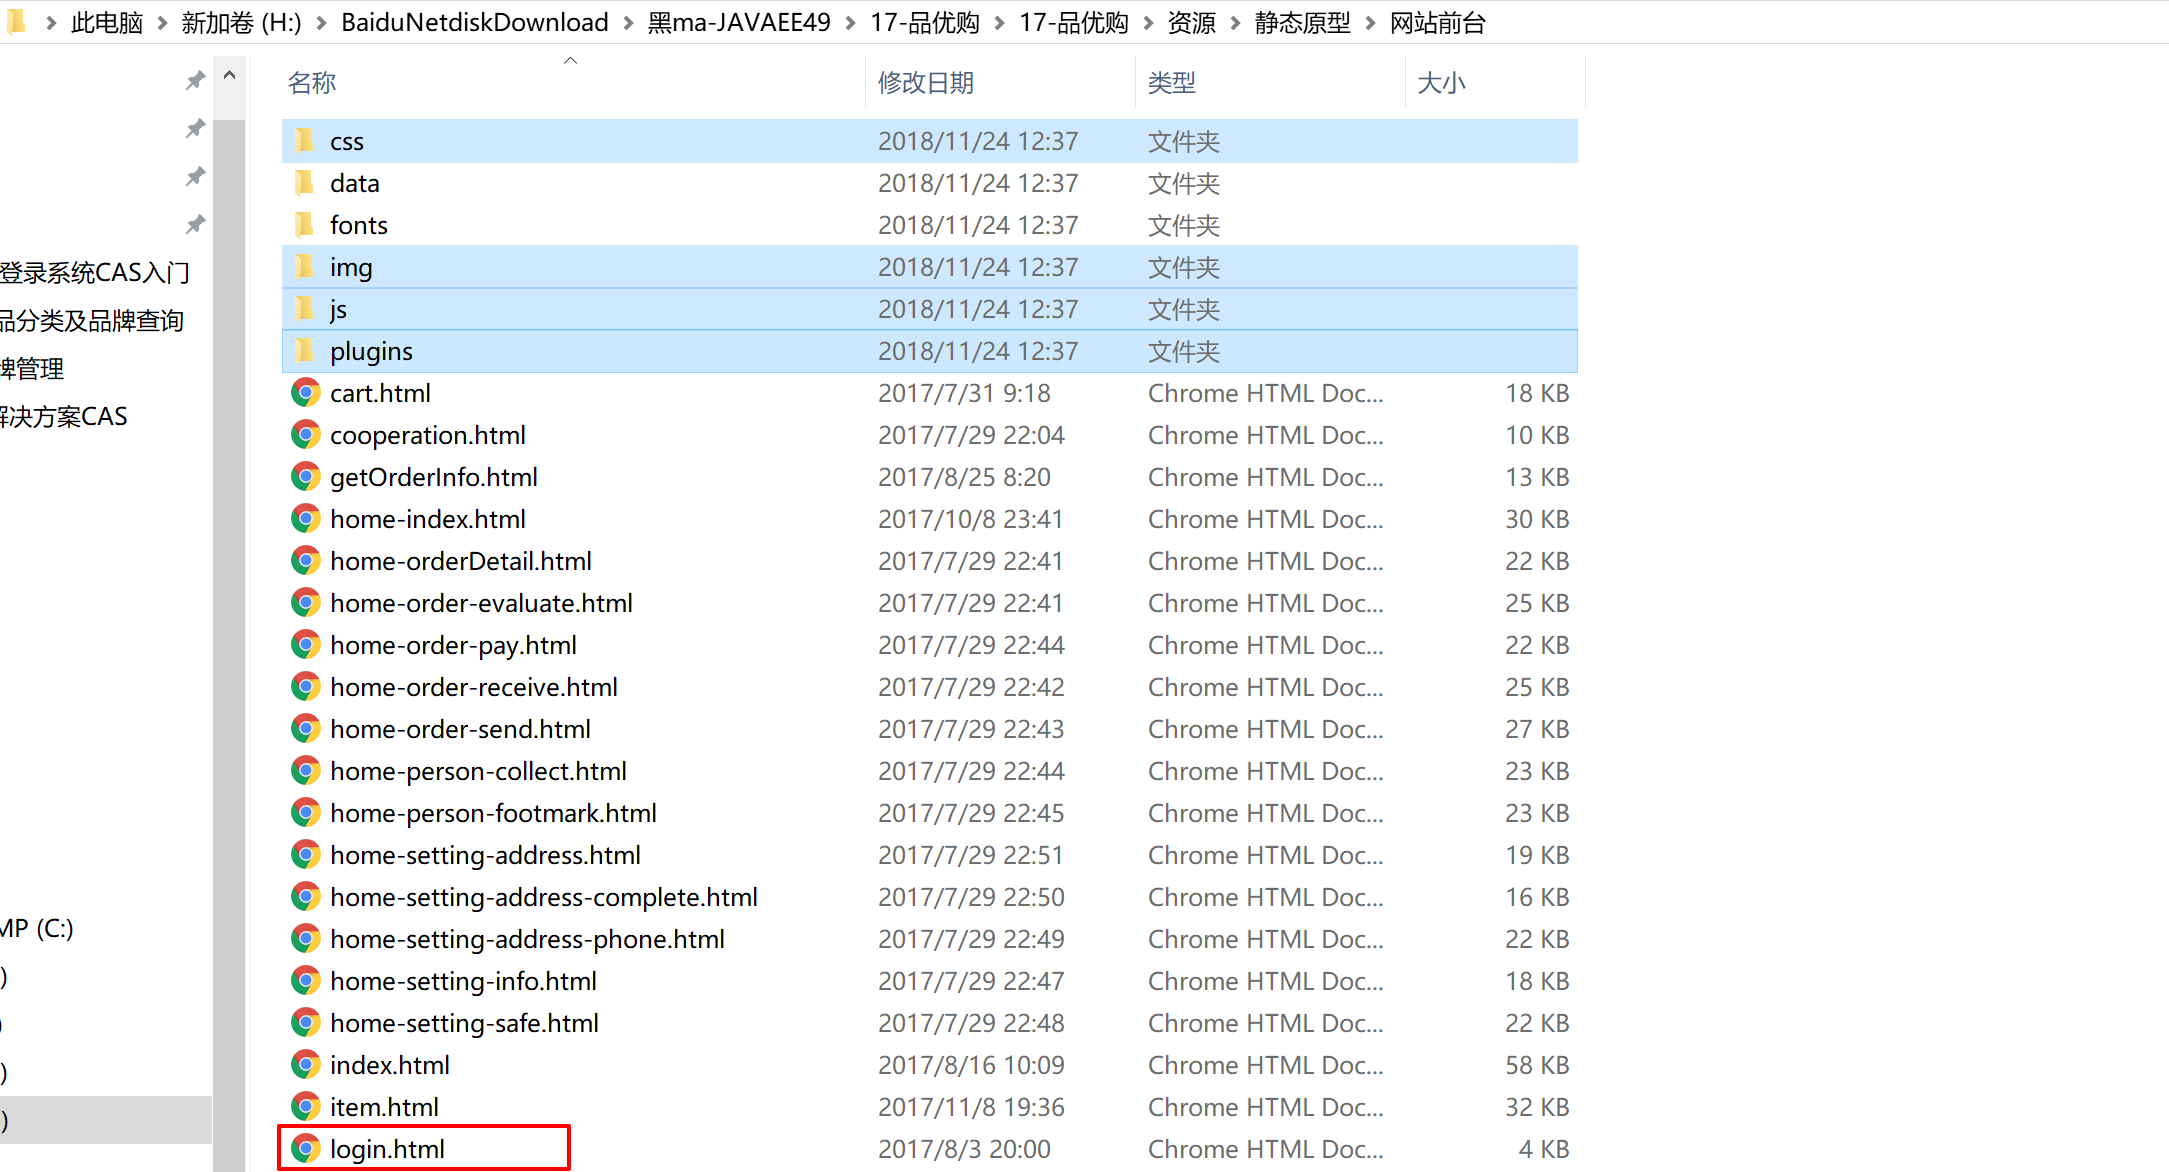 此电脑 > 新加卷 (H:) > BaiduNetdiskDownload > 黑ma-JAVAEE49 > 17-品优购 > 17-品优购 > 资源 > 静态原型 > 网站前台
名称 修改日期 类型 大小
css 2018/11/24 12:37 文件夹
data 2018/11/24 12:37 文件夹
fonts 2018/11/24 12:37 文件夹
img 2018/11/24 12:37 文件夹
js 2018/11/24 12:37 文件夹
plugins 2018/11/24 12:37 文件夹
cart.html 2017/7/31 9:18 Chrome HTML Doc... 18 KB
cooperation.html 2017/7/29 22:04 Chrome HTML Doc... 10 KB
getOrderInfo.html 2017/8/25 8:20 Chrome HTML Doc... 13 KB
home-index.html 2017/10/8 23:41 Chrome HTML Doc... 30 KB
home-orderDetail.html 2017/7/29 22:41 Chrome HTML Doc... 22 KB
home-order-evaluate.html 2017/7/29 22:41 Chrome HTML Doc... 25 KB
home-order-pay.html 2017/7/29 22:44 Chrome HTML Doc... 22 KB
home-order-receive.html 2017/7/29 22:42 Chrome HTML Doc... 25 KB
home-order-send.html 2017/7/29 22:43 Chrome HTML Doc... 27 KB
home-person-collect.html 2017/7/29 22:44 Chrome HTML Doc... 23 KB
home-person-footmark.html 2017/7/29 22:45 Chrome HTML Doc... 23 KB
home-setting-address.html 2017/7/29 22:51 Chrome HTML Doc... 19 KB
home-setting-address-complete.html 2017/7/29 22:50 Chrome HTML Doc... 16 KB
home-setting-address-phone.html 2017/7/29 22:49 Chrome HTML Doc... 22 KB
home-setting-info.html 2017/7/29 22:47 Chrome HTML Doc... 18 KB
home-setting-safe.html 2017/7/29 22:48 Chrome HTML Doc... 22 KB
index.html 2017/8/16 10:09 Chrome HTML Doc... 58 KB
item.html 2017/11/8 19:36 Chrome HTML Doc... 32 KB
login.html 2017/8/3 20:00 Chrome HTML Doc... 4 KB
登录系统CAS入门
品分类及品牌查询
牌管理
解决方案CAS
MP (C:)
)
)
)
)